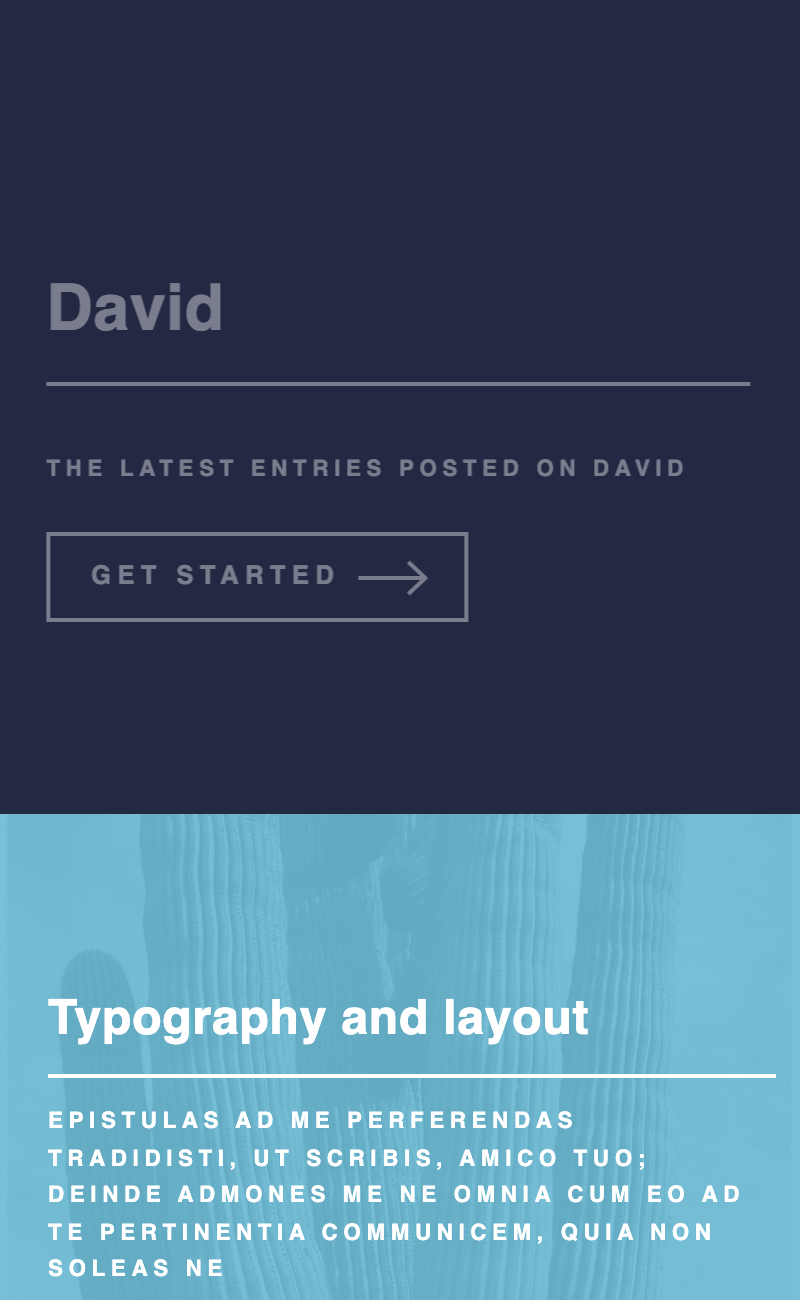 David
THE LATEST ENTRIES POSTED ON DAVID
GET STARTED
Typography and layout
EPISTULAS AD ME PERFERENDAS
TRADIDISTI, UT SCRIBIS, AMICO TUO;
DEINDE ADMONES ME NE OMNIA CUM EO AD
TE PERTINENTIA COMMUNICEM, QUIA NON
SOLEAS NE